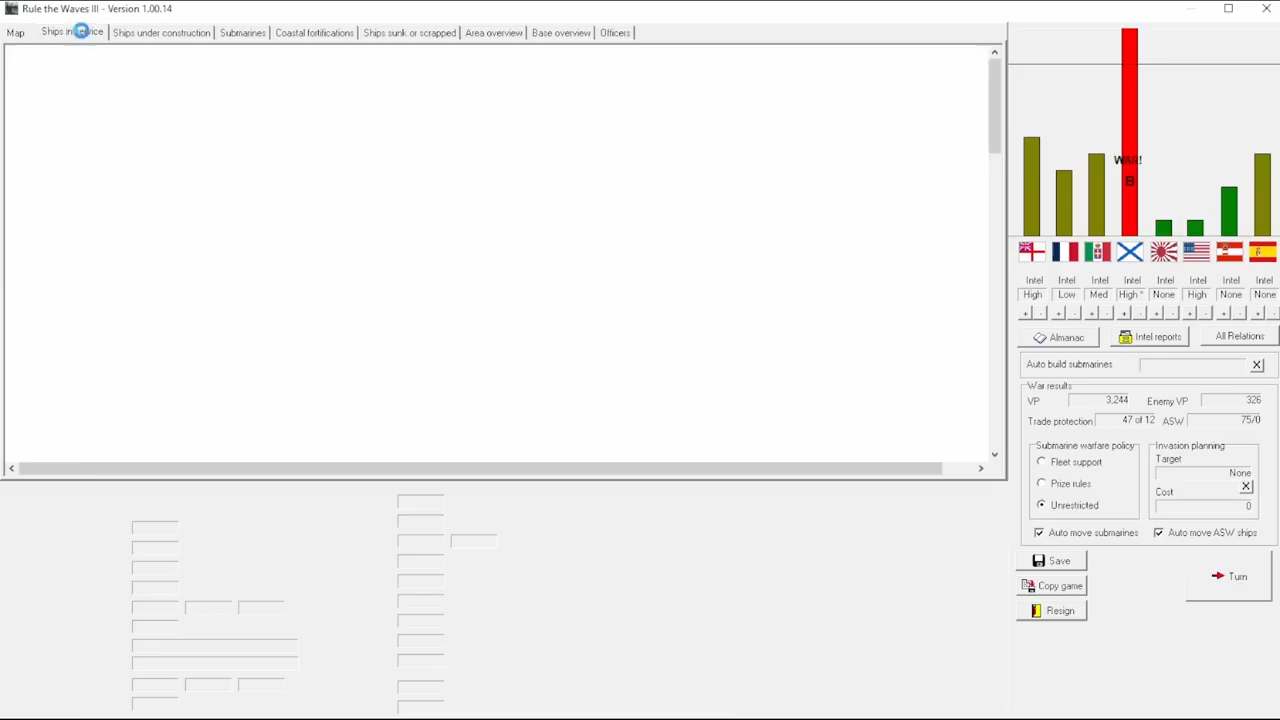 Rule the Waves III - Version 1.00.14
Map
Ships in service
Ships under construction
Submarines
Coastal fortifications
Ships sunk or scrapped
Area overview
Base overview
Officers
WAR!
B
Intel Intel Intel Intel Intel Intel Intel Intel
High Low Med High * None High None None
+ - + - + - + - + - + - + - + -
Almanac
Intel reports
All Relations
Auto build submarines
X
War results
VP 3,244 Enemy VP 326
Trade protection 47 of 12 ASW 75/0
Submarine warfare policy
Fleet support
Prize rules
Unrestricted
Invasion planning
Target
None
Cost X
0
Auto move submarines
Auto move ASW ships
Save
Copy game
Resign
Turn